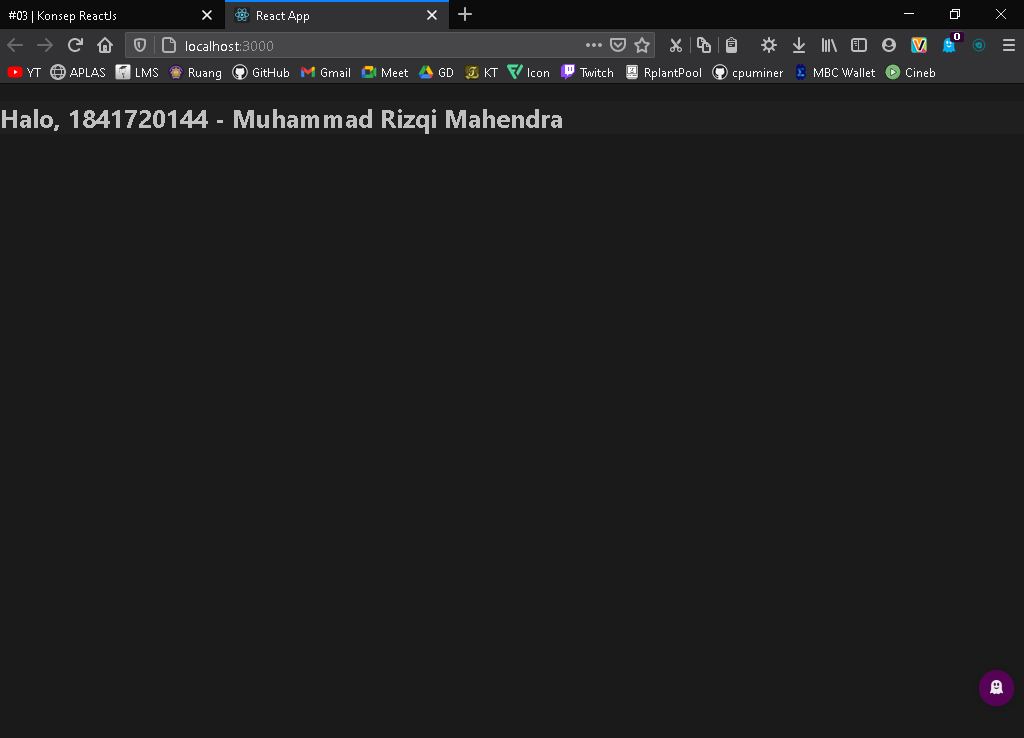 #03 | Konsep ReactJs
React App
localhost:3000
0
YT APLAS LMS Ruang GitHub Gmail Meet GD KT Icon Twitch RplantPool cpuminer MBC Wallet Cineb
Halo, 1841720144 - Muhammad Rizqi Mahendra